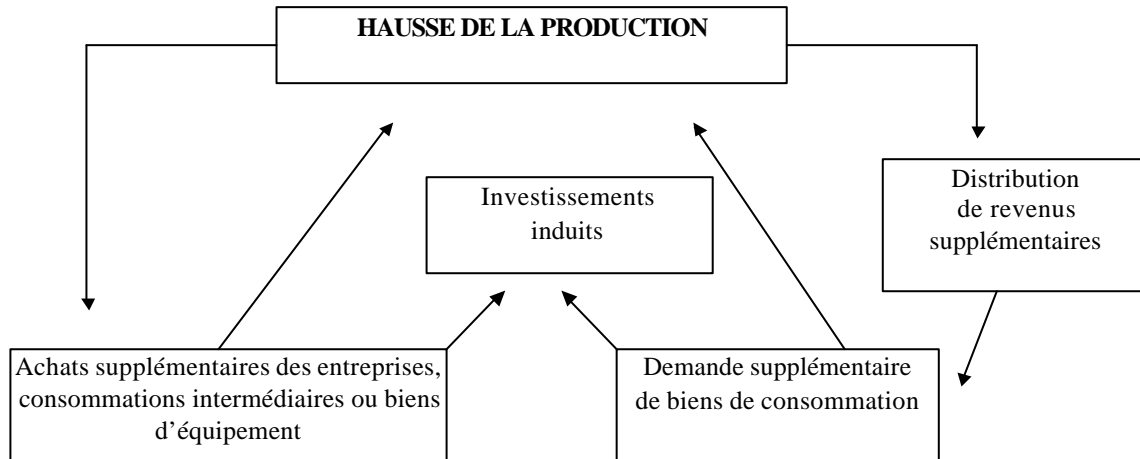 HAUSSE DE LA PRODUCTION
Investissements
induits
Distribution
de revenus
supplémentaires
Achats supplémentaires des entreprises,
consommations intermédiaires ou biens
d’équipement
Demande supplémentaire
de biens de consommation